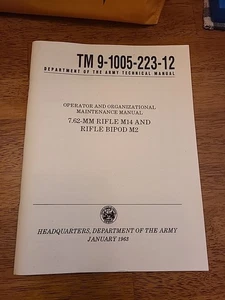 TM 9-1005-223-12
DEPARTMENT OF THE ARMY TECHNICAL MANUAL
OPERATOR AND ORGANIZATIONAL
MAINTENANCE MANUAL
7.62-MM RIFLE M14 AND
RIFLE BIPOD M2
HEADQUARTERS, DEPARTMENT OF THE ARMY
JANUARY 1963